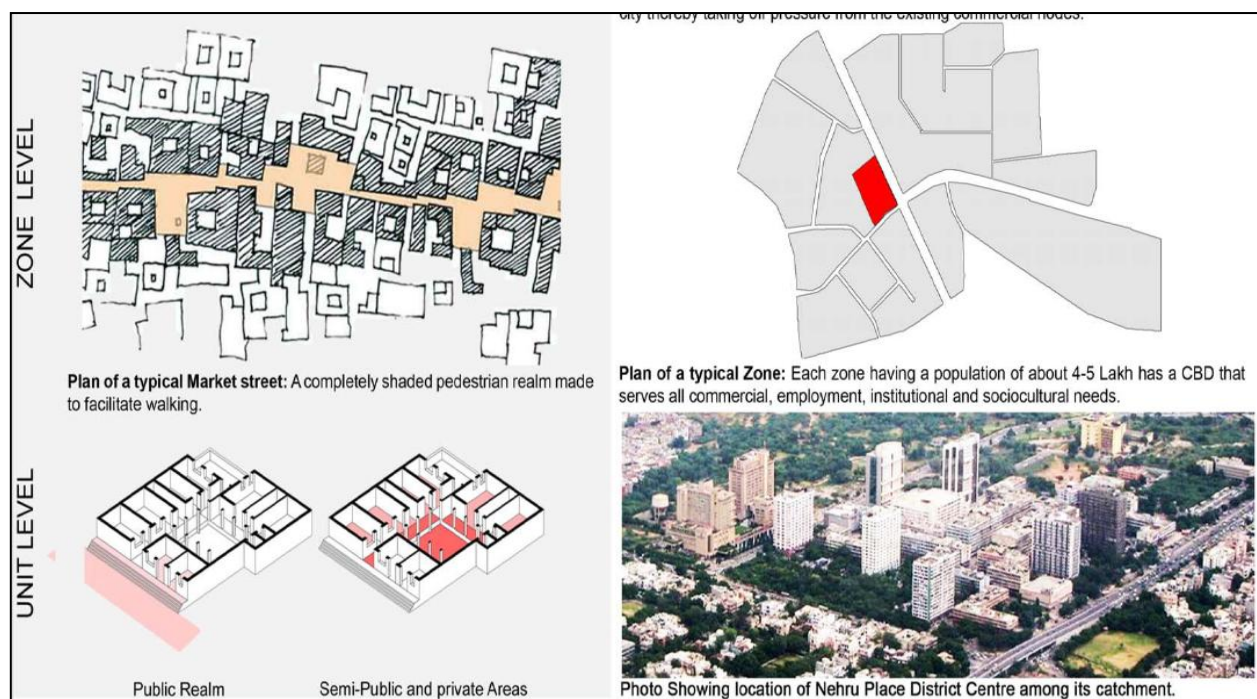 city thereby taking off pressure from the existing commercial nodes.
ZONE LEVEL
Plan of a typical Market street: A completely shaded pedestrian realm made
to facilitate walking.
Plan of a typical Zone: Each zone having a population of about 4-5 Lakh has a CBD that
serves all commercial, employment, institutional and sociocultural needs.
UNIT LEVEL
Public Realm
Semi-Public and private Areas
Photo Showing location of Nehru Place District Centre among its catchment.